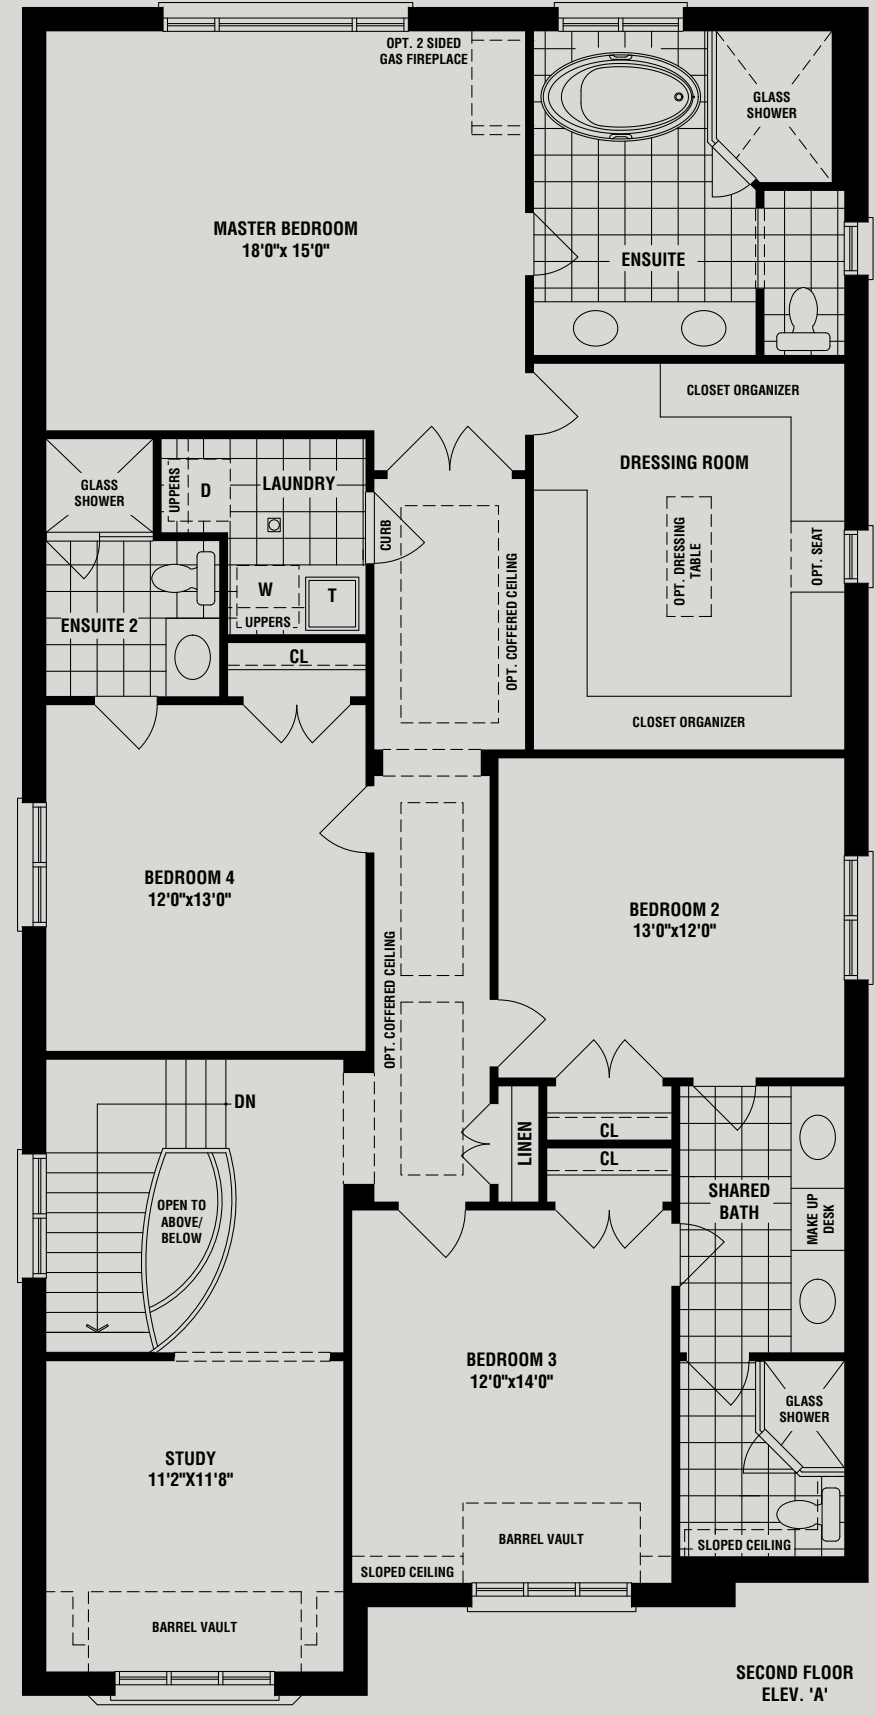 OPT. 2 SIDED
GAS FIREPLACE
GLASS
SHOWER
MASTER BEDROOM
18'0"x 15'0"
ENSUITE
CLOSET ORGANIZER
DRESSING ROOM
GLASS
SHOWER
UPPERS
D
LAUNDRY
CURB
OPT. DRESSING
TABLE
OPT. SEAT
W
T
UPPERS
ENSUITE 2
OPT. COFFERED CEILING
CL
CLOSET ORGANIZER
BEDROOM 4
12'0"x13'0"
BEDROOM 2
13'0"x12'0"
OPT. COFFERED CEILING
DN
LINEN
CL
CL
OPEN TO
ABOVE/
BELOW
SHARED
BATH
MAKE UP
DESK
BEDROOM 3
12'0"x14'0"
GLASS
SHOWER
STUDY
11'2"X11'8"
BARREL VAULT
SLOPED CEILING
SLOPED CEILING
BARREL VAULT
SECOND FLOOR
ELEV. 'A'